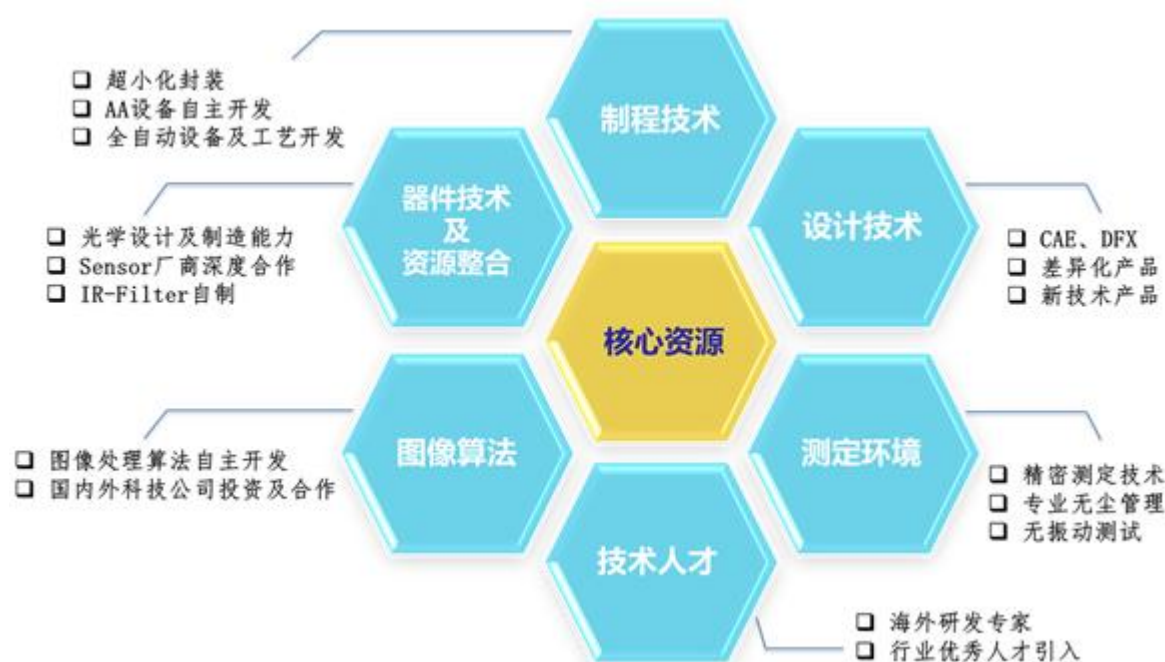 制程技术
❑ 超小化封装
❑ AA设备自主开发
❑ 全自动设备及工艺开发
器件技术
及
资源整合
❑ 光学设计及制造能力
❑ Sensor厂商深度合作
❑ IR-Filter自制
设计技术
❑ CAE、DFX
❑ 差异化产品
❑ 新技术产品
核心资源
图像算法
❑ 图像处理算法自主开发
❑ 国内外科技公司投资及合作
测定环境
❑ 精密测定技术
❑ 专业无尘管理
❑ 无振动测试
技术人才
❑ 海外研发专家
❑ 行业优秀人才引入